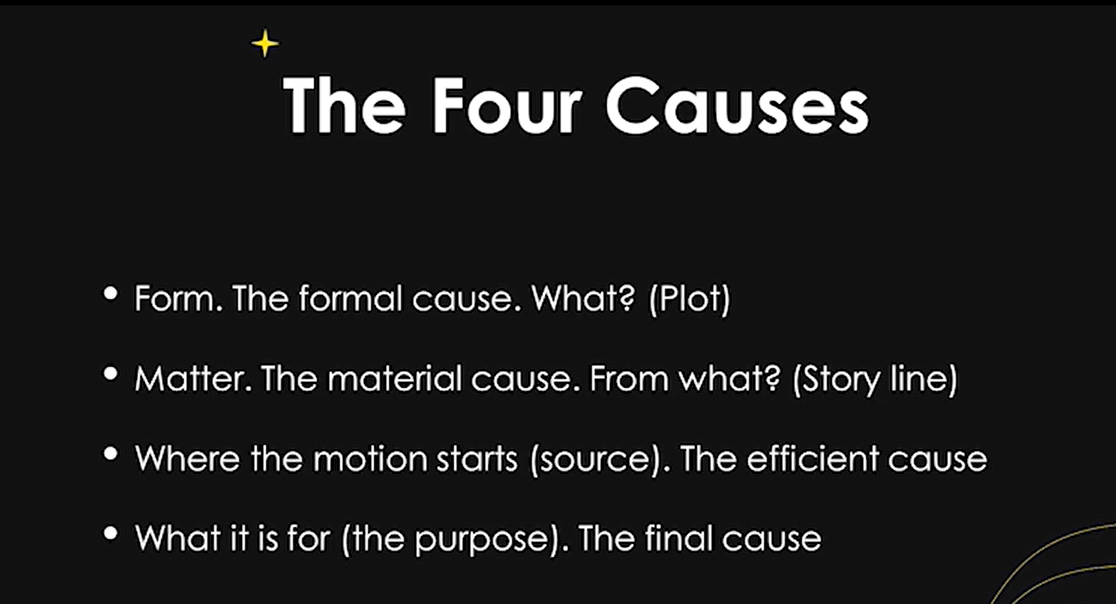 The Four Causes
• Form. The formal cause. What? (Plot)
• Matter. The material cause. From what? (Story line)
• Where the motion starts (source). The efficient cause
• What it is for (the purpose). The final cause